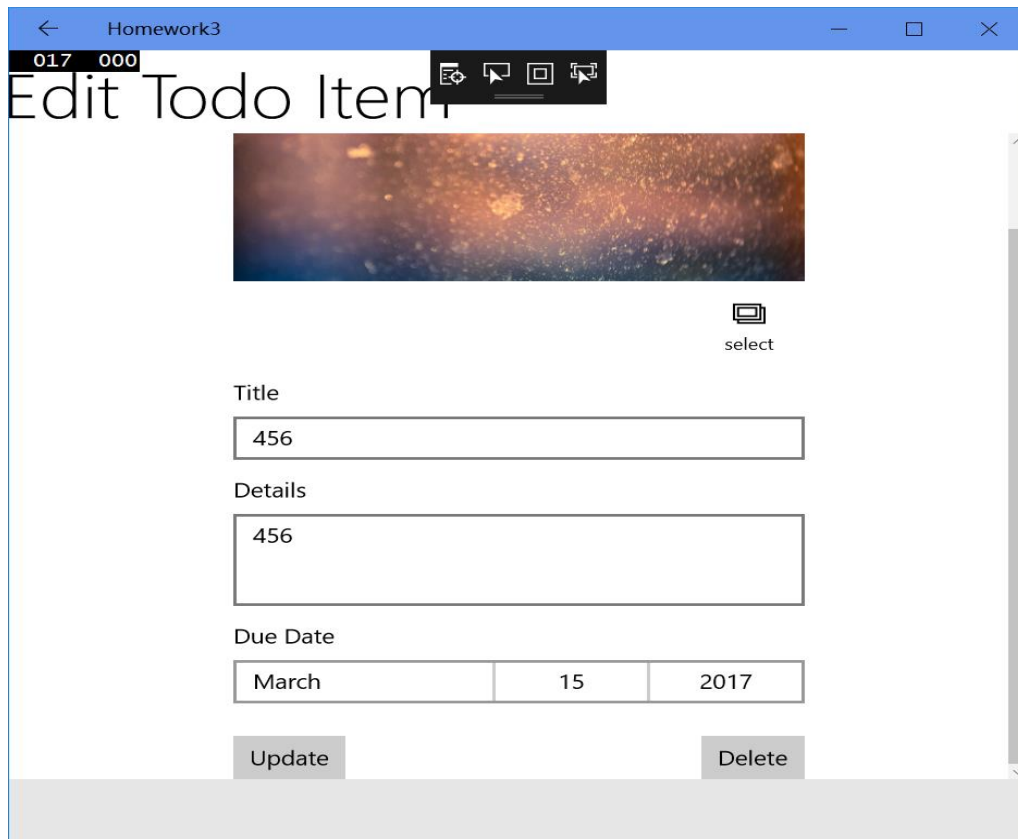 Homework3
017 000
Edit Todo Item
select
Title
456
Details
456
Due Date
March 15 2017
Update Delete